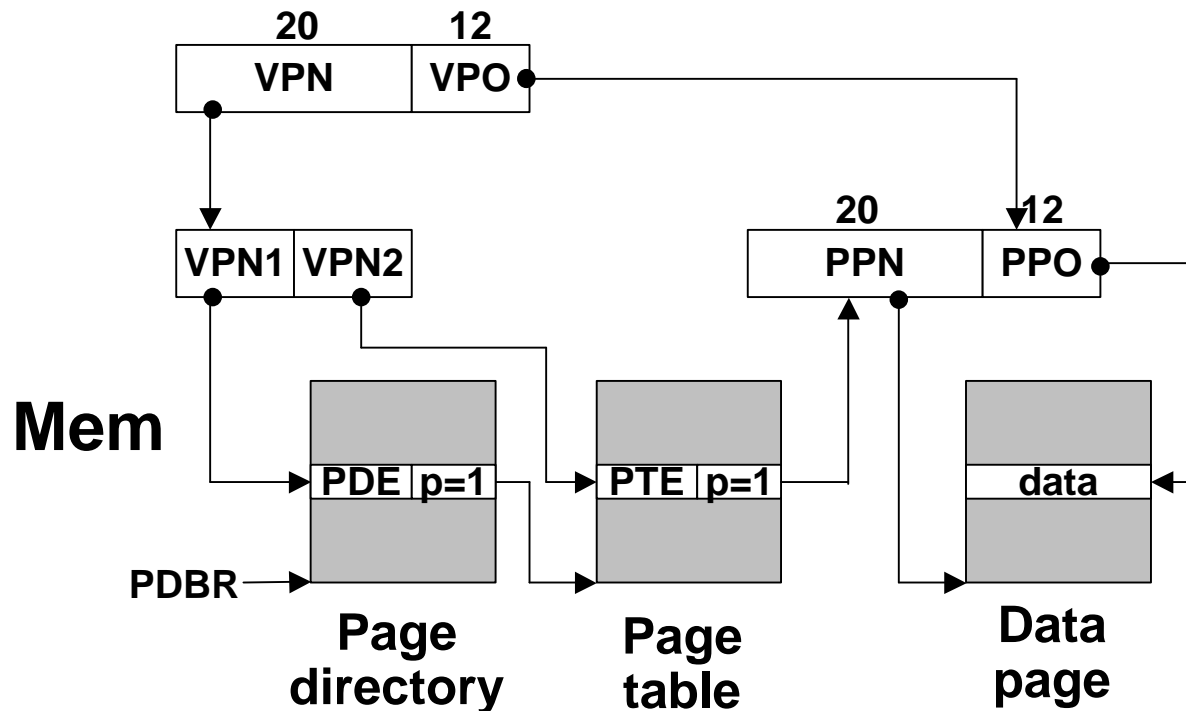 20 12
VPN VPO
20 12
VPN1 VPN2 PPN PPO
Mem
PDE p=1 PTE p=1 data
PDBR
Page directory
Page table
Data page